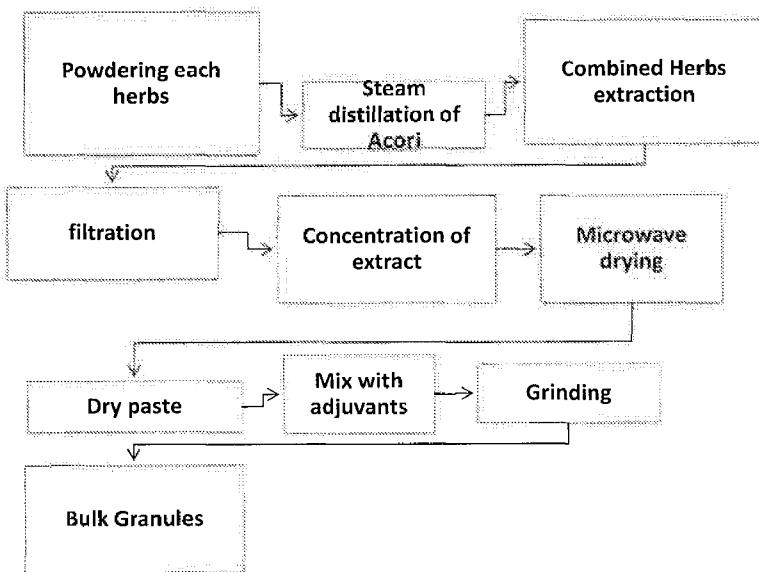 Powdering each
herbs
Steam
distillation of
Acori
Combined Herbs
extraction
filtration
Concentration of
extract
Microwave
drying
Dry paste
Mix with
adjuvants
Grinding
Bulk Granules